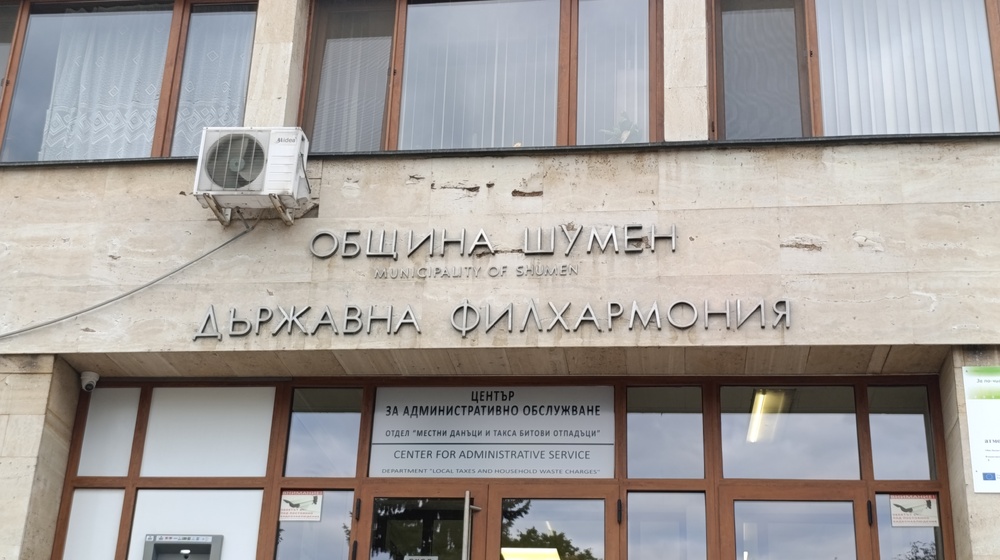 ОБЩИНА ШУМЕН
MUNICIPALITY OF SHUMEN
ДЪРЖАВНА ФИЛХАРМОНИЯ
ЦЕНТЪР
ЗА АДМИНИСТРАТИВНО ОБСЛУЖВАНЕ
ОТДЕЛ "МЕСТНИ ДАНЪЦИ И ТАКСА БИТОВИ ОТПАДЪЦИ"
CENTER FOR ADMINISTRATIVE SERVICE
DEPARTMENT "LOCAL TAXES AND HOUSEHOLD WASTE CHARGES"